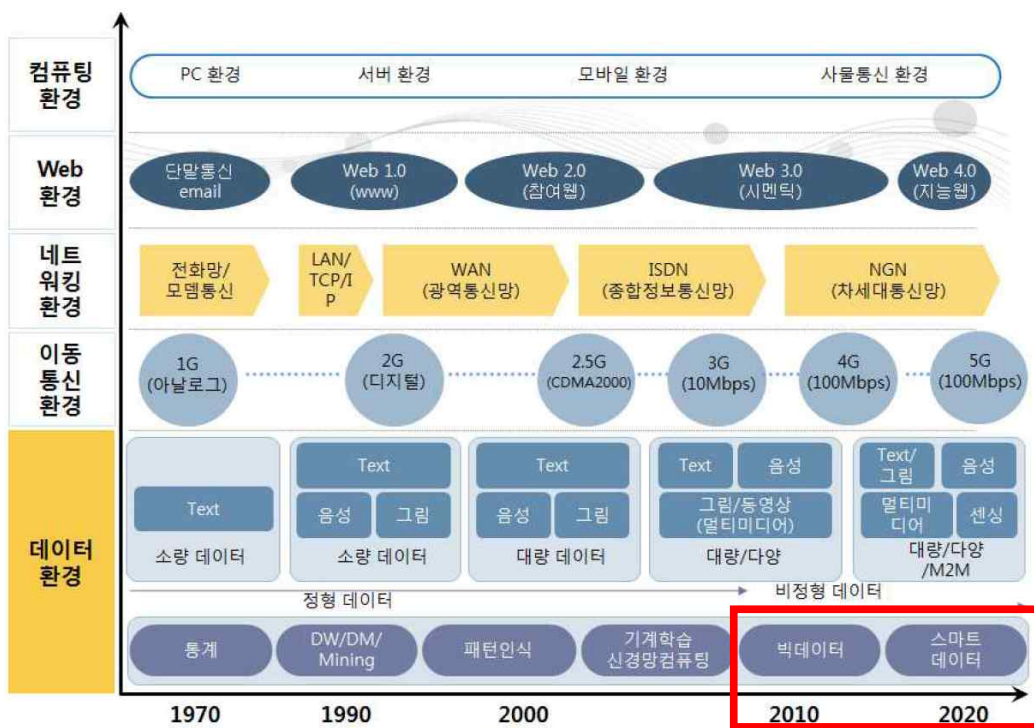 컴퓨팅
환경
PC 환경
서버 환경
모바일 환경
사물통신 환경
Web
환경
단말통신
email
Web 1.0
(www)
Web 2.0
(참여웹)
Web 3.0
(시멘틱)
Web 4.0
(지능웹)
네트
워킹
환경
전화망/
모뎀통신
LAN/
TCP/I
P
WAN
(광역통신망)
ISDN
(종합정보통신망)
NGN
(차세대통신망)
이동
통신
환경
1G
(아날로그)
2G
(디지털)
2.5G
(CDMA2000)
3G
(10Mbps)
4G
(100Mbps)
5G
(100Mbps)
데이터
환경
Text
소량 데이터
Text
음성
그림
소량 데이터
Text
음성
그림
대량 데이터
Text
음성
그림/동영상
(멀티미디어)
대량/다양
Text/
그림
음성
멀티미
디어
센싱
대량/다양
/M2M
정형 데이터
비정형 데이터
통계
DW/DM/
Mining
패턴인식
기계학습
신경망컴퓨팅
빅데이터
스마트
데이터
1970
1990
2000
2010
2020